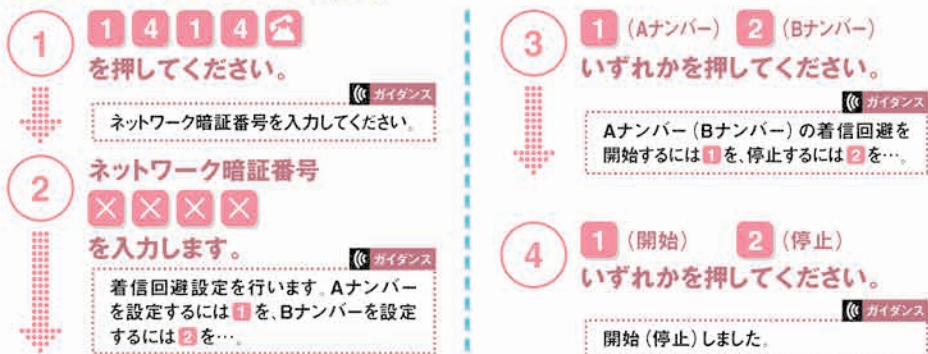 1
1 4 1 4
を押してください。
ガイダンス
ネットワーク暗証番号を入力してください。
2
ネットワーク暗証番号
× × × ×
を入力します。
ガイダンス
着信回避設定を行います。Aナンバー
を設定するには1を、Bナンバーを設定
するには2を…。
3
1 (Aナンバー) 2 (Bナンバー)
いずれかを押してください。
ガイダンス
Aナンバー(Bナンバー)の着信回避を
開始するには1を、停止するには2を…。
4
1 (開始) 2 (停止)
いずれかを押してください。
ガイダンス
開始(停止)しました。